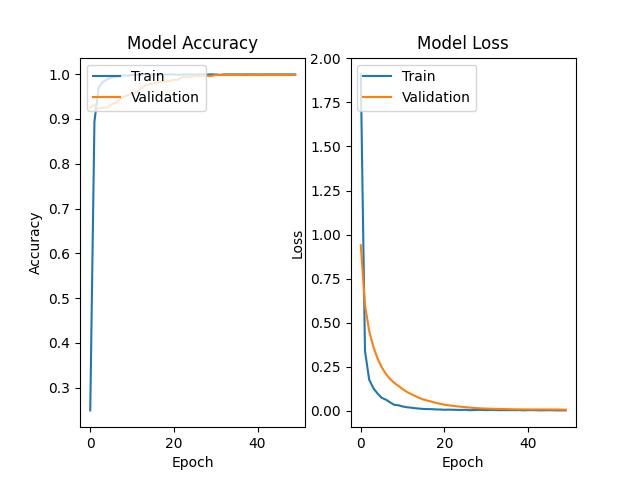 Model Accuracy
1.0
0.9
0.8
0.7
0.6
0.5
0.4
0.3
Accuracy
0
20
40
Epoch
Train
Validation
Model Loss
2.00
1.75
1.50
1.25
1.00
0.75
0.50
0.25
0.00
Loss
0
20
40
Epoch
Train
Validation